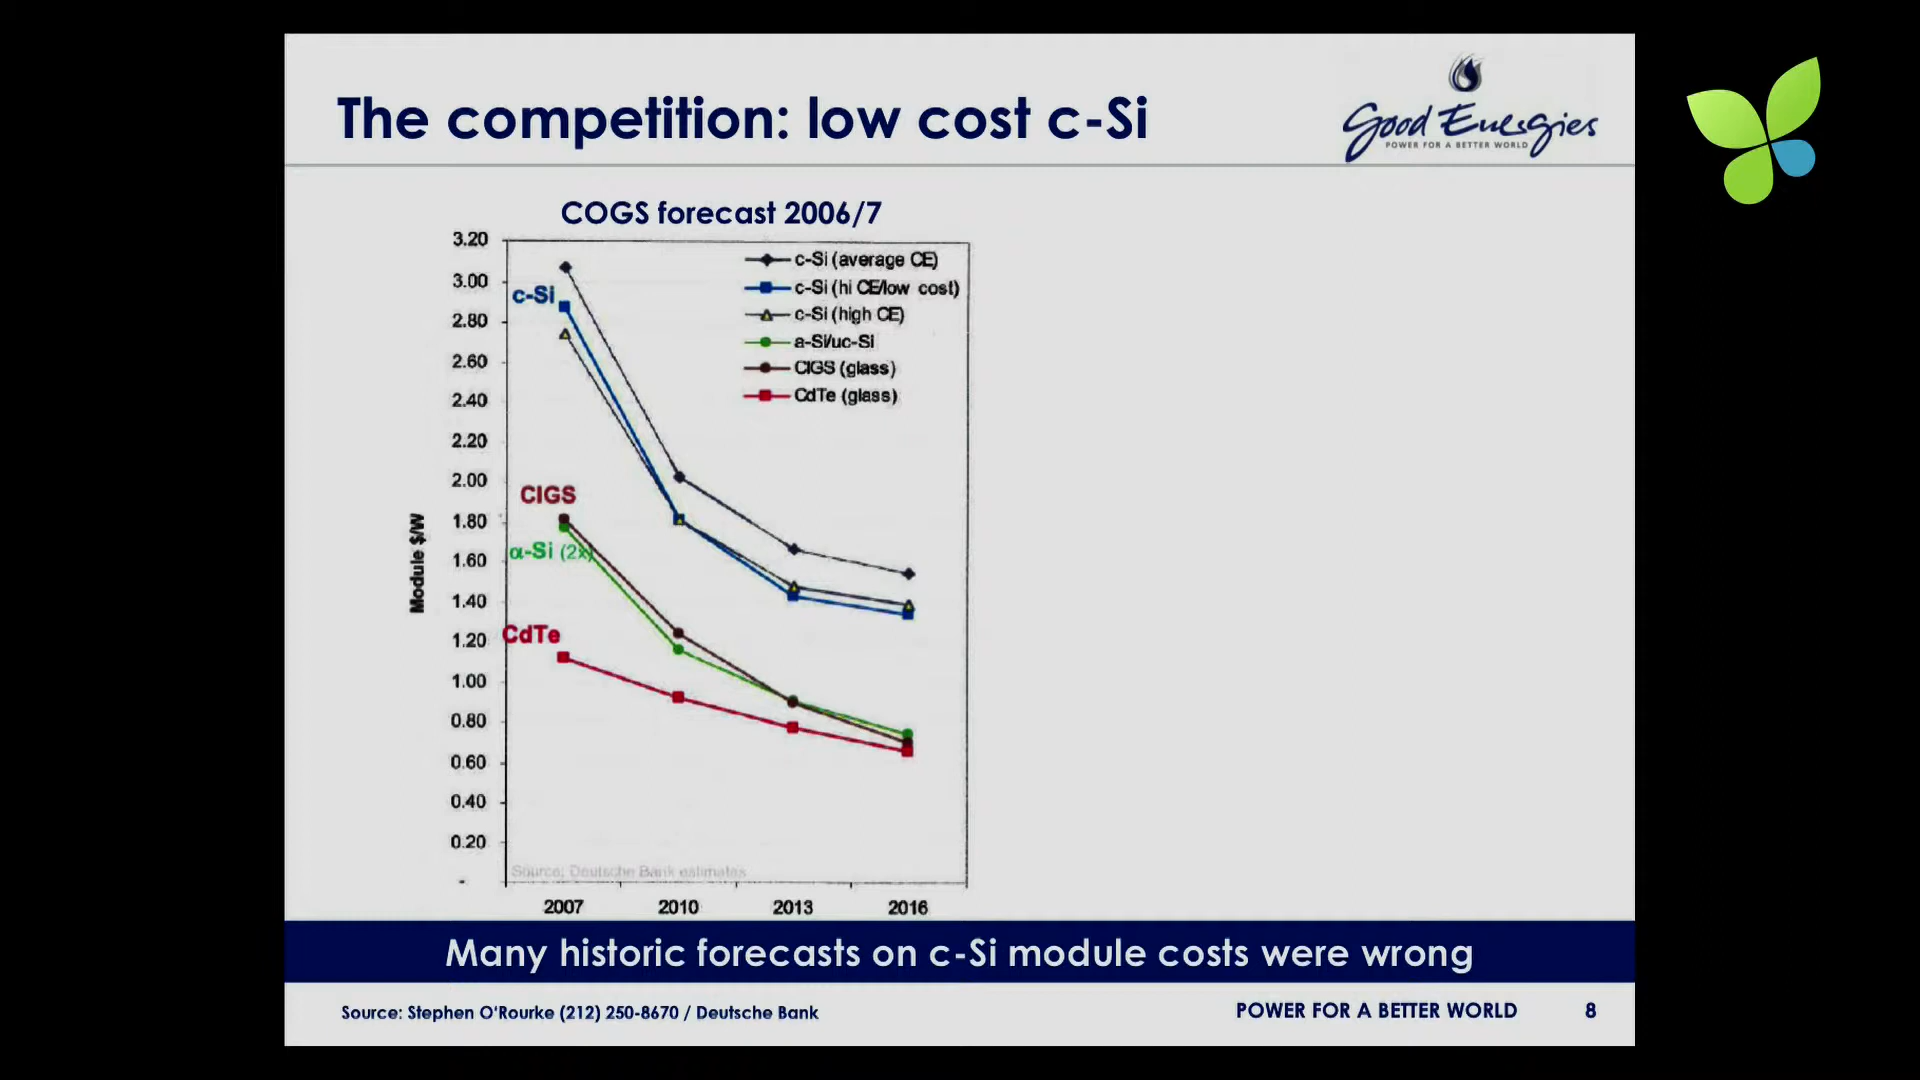 The competition: low cost c-Si
Good Energies
POWER FOR A BETTER WORLD
COGS forecast 2006/7
3.20
3.00
2.80
2.60
2.40
2.20
2.00
1.80
1.60
1.40
1.20
1.00
0.80
0.60
0.40
0.20
-
Module $/W
c-Si (average CE)
c-Si (hi CE/low cost)
c-Si (high CE)
a-Si/uc-Si
CIGS (glass)
CdTe (glass)
c-Si
CIGS
α-Si (2x)
CdTe
Source: Deutsche Bank estimates
2007 2010 2013 2016
Many historic forecasts on c-Si module costs were wrong
Source: Stephen O'Rourke (212) 250-8670 / Deutsche Bank
POWER FOR A BETTER WORLD 8